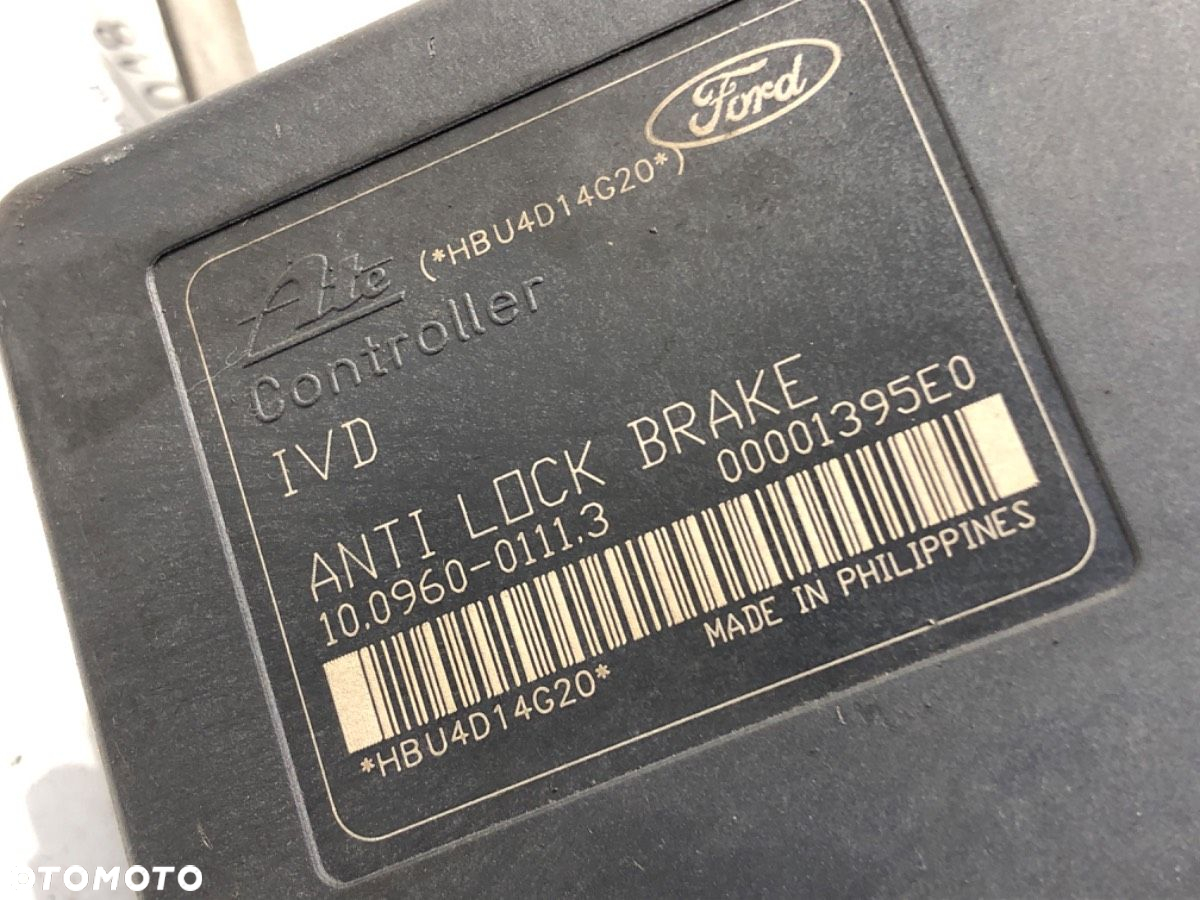 Ford
(*HBU4D14G20*)
Ate
Controller
IVD
ANTI LOCK BRAKE
10.0960-0111.3 00001395E0
MADE IN PHILIPPINES
*HBU4D14G20*
OTOMOTO